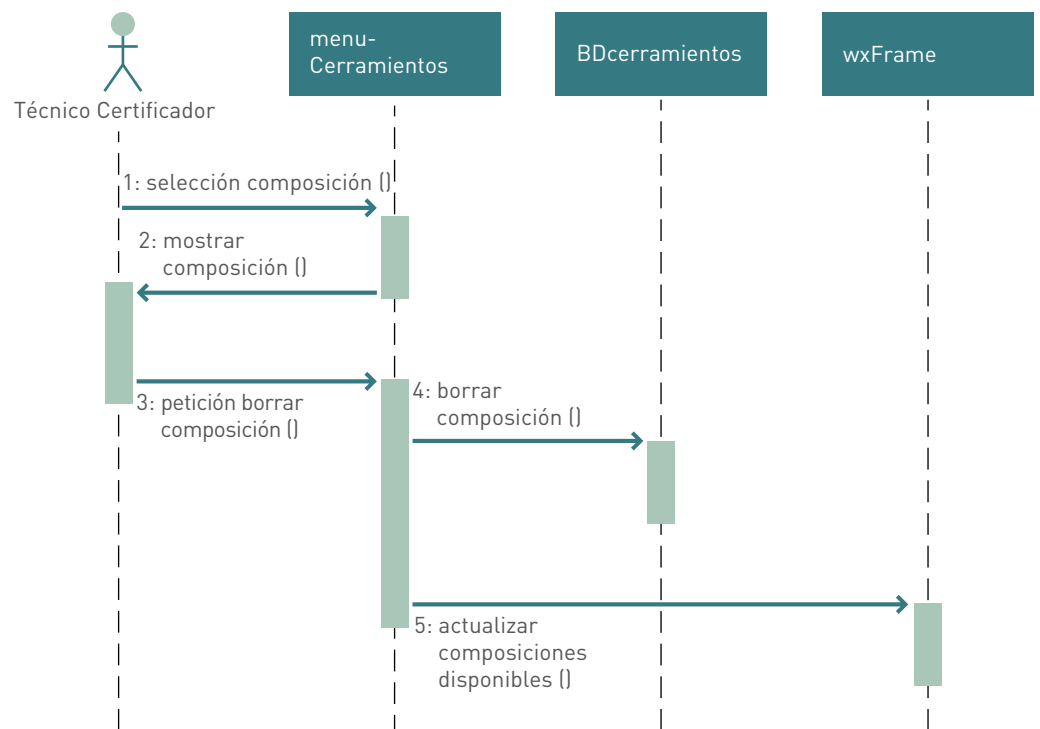 menu-
Cerramientos
BDcerramientos
wxFrame
Técnico Certificador
1: selección composición ()
2: mostrar
composición ()
3: petición borrar
composición ()
4: borrar
composición ()
5: actualizar
composiciones
disponibles ()